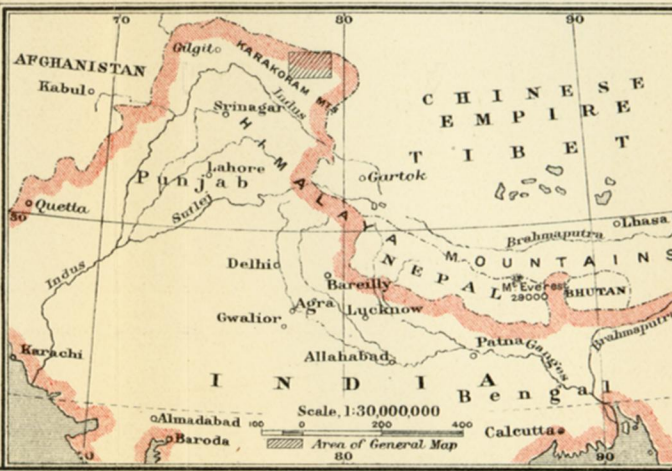 70 80 90
Gilgit
KARAKORAM MTS
AFGHANISTAN
Kabul
Indus
CHINESE
EMPIRE
Srinagar
TIBET
HIMALAYA MOUNTAINS
Lahore
Punjab
Gartok
Sutlej
Quetta
30
Lhasa
Brahmaputra
Indus
Delhi
NEPAL
Mt Everest
29000
BHUTAN
Bareilly
Agra
Lucknow
Gwalior
Brahmaputra
Karachi
Patna
Ganges
Allahabad
INDIA
Bengal
Scale, 1:30,000,000
100 0 200 400
Almadabad
Baroda
Area of General Map
Calcutta
80 90